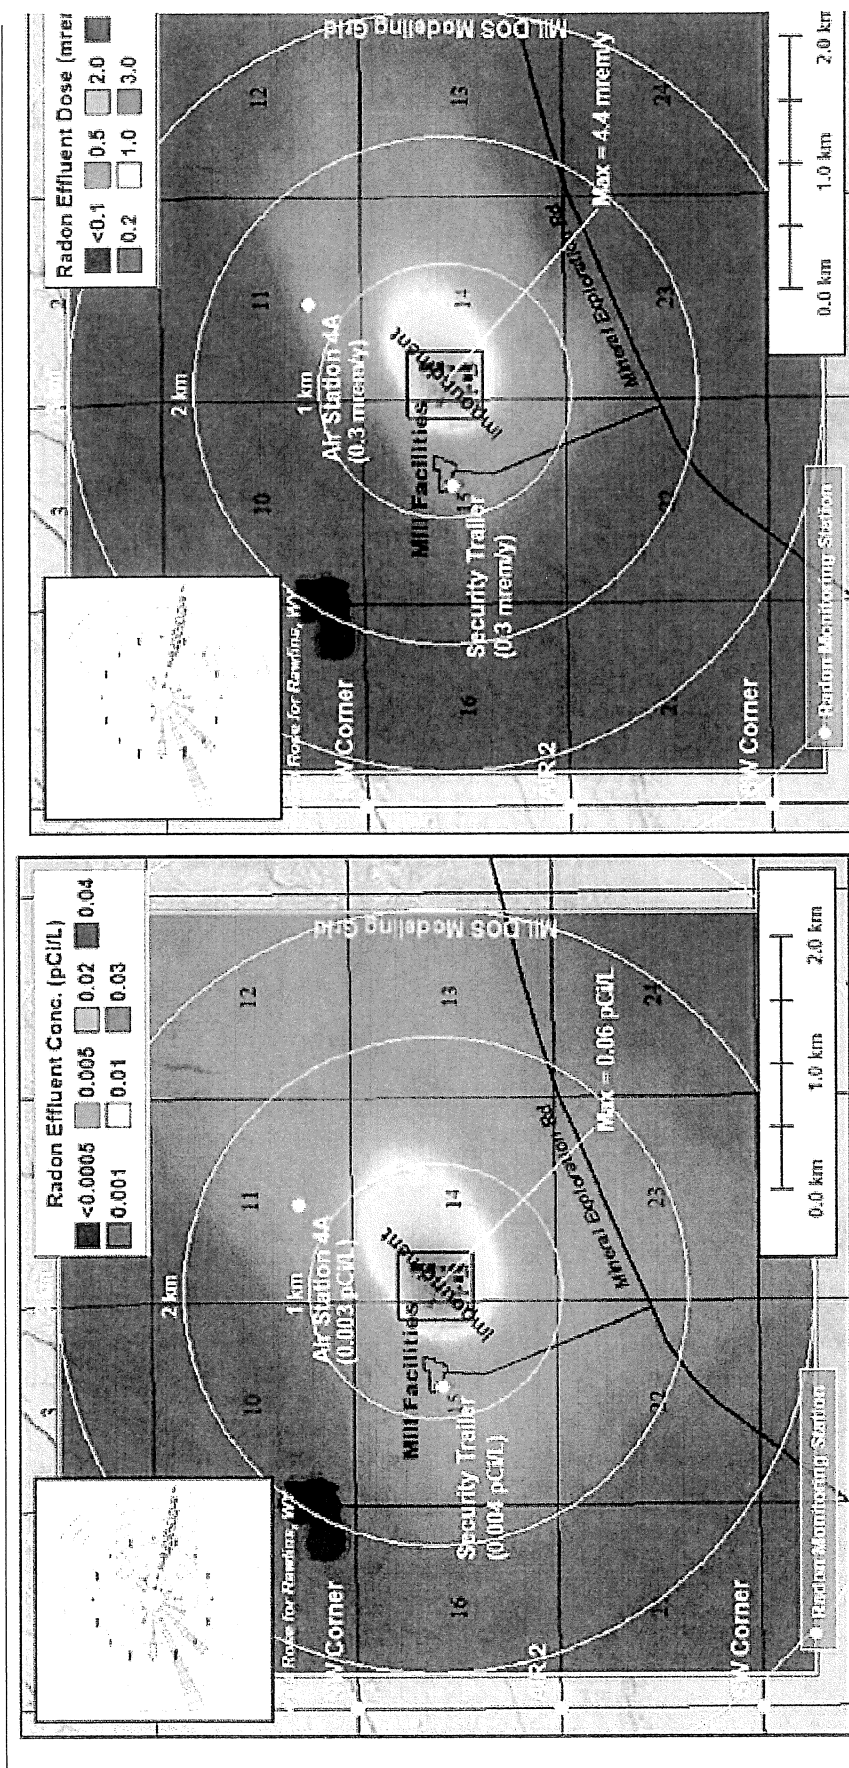 Radon Effluent Conc. (pCi/L)
<0.0005 0.005 0.02 0.04
0.001 0.01 0.03
Rose for Rawlins, WY
MILDOS Modeling Grid
2 km
1 km
3
10
11
12
Air Station 4A
(0.003 pCi/L)
Mill Facilities
Impoundment
13
14
15
16
Security Trailer
(0.004 pCi/L)
Mineral Exploration Rd
Max = 0.06 pCi/L
22
23
24
W Corner
R 2
W Corner
Radon Monitoring Station
0.0 km 1.0 km 2.0 km
Radon Effluent Dose (mrem
<0.1 0.5 2.0
0.2 1.0 3.0
Rose for Rawlins, WY
MILDOS Modeling Grid
2 km
1 km
3
2
10
11
12
Air Station 4A
(0.3 mrem/y)
Mill Facilities
Impoundment
13
14
15
16
Security Trailer
(0.3 mrem/y)
Mineral Exploration Rd
Max = 4.4 mrem/y
22
23
24
W Corner
R 2
W Corner
Radon Monitoring Station
0.0 km 1.0 km 2.0 km